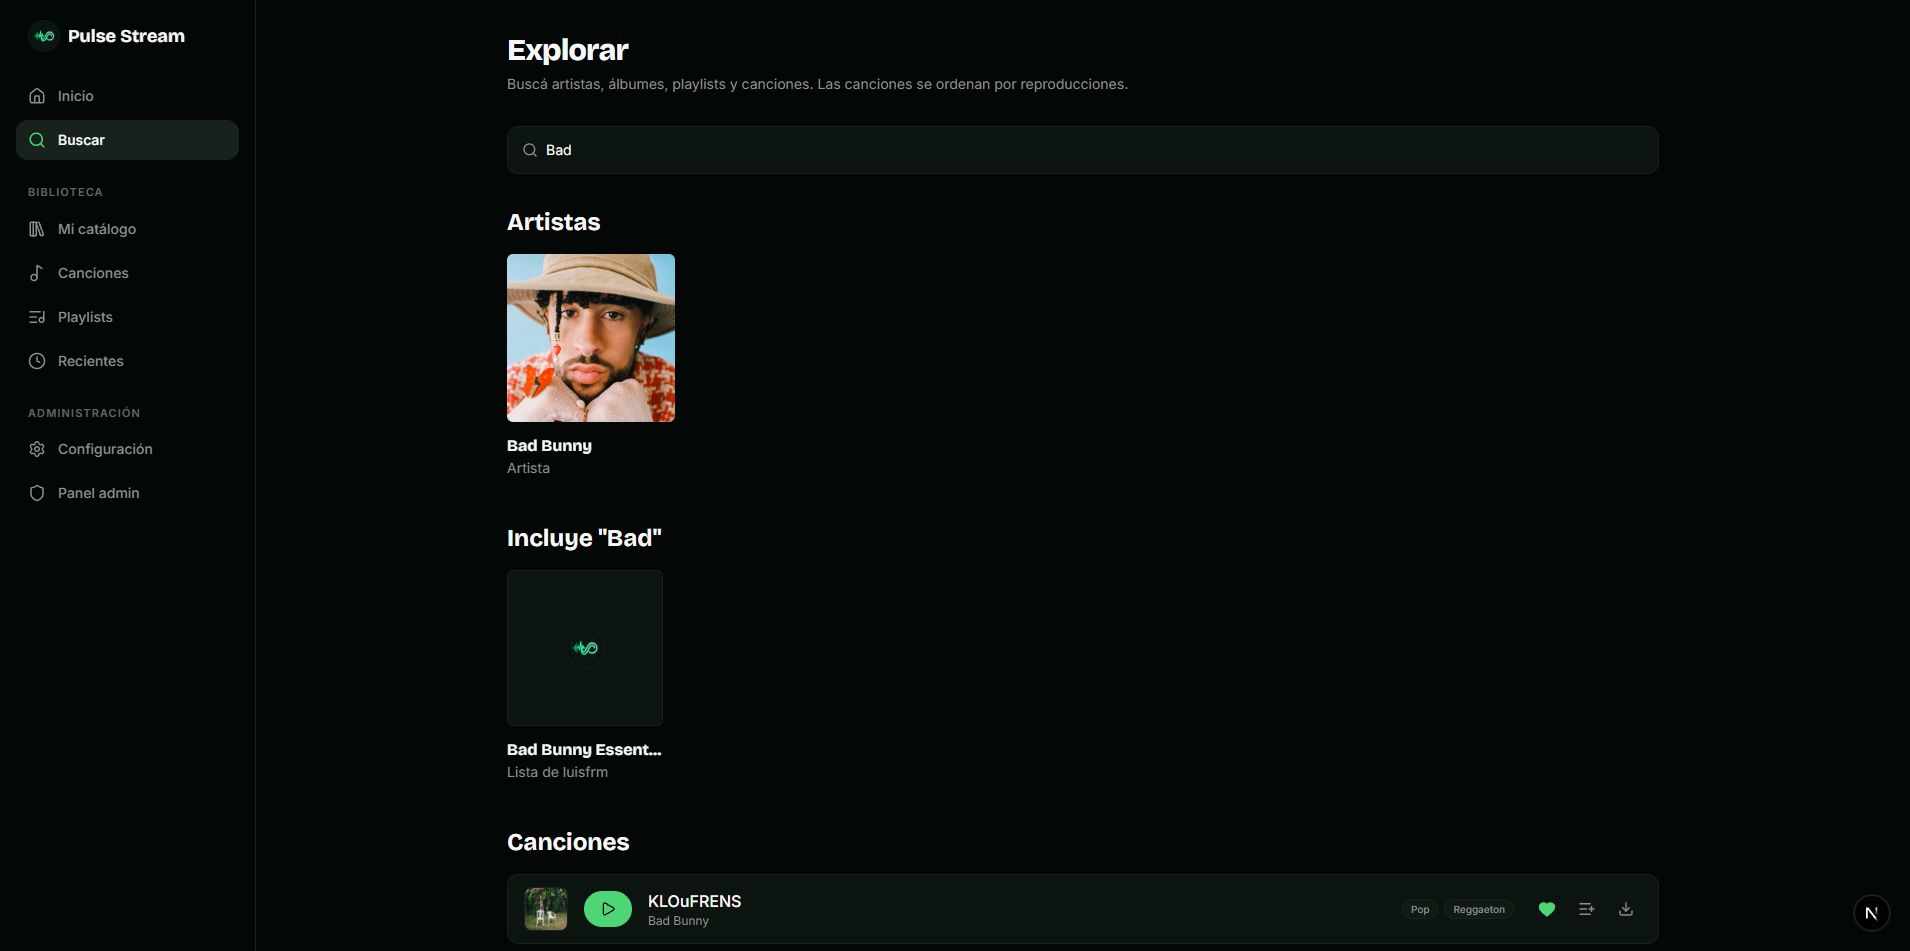 Pulse Stream
Inicio
Buscar
BIBLIOTECA
Mi catálogo
Canciones
Playlists
Recientes
ADMINISTRACIÓN
Configuración
Panel admin
Explorar
Buscá artistas, álbumes, playlists y canciones. Las canciones se ordenan por reproducciones.
Bad
Artistas
Bad Bunny
Artista
Incluye "Bad"
Bad Bunny Essent...
Lista de luisfrm
Canciones
KLOuFRENS
Bad Bunny
Pop
Reggaeton
N